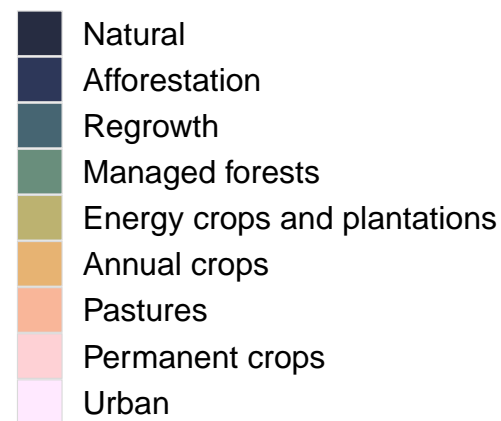 Natural
Afforestation
Regrowth
Managed forests
Energy crops and plantations
Annual crops
Pastures
Permanent crops
Urban